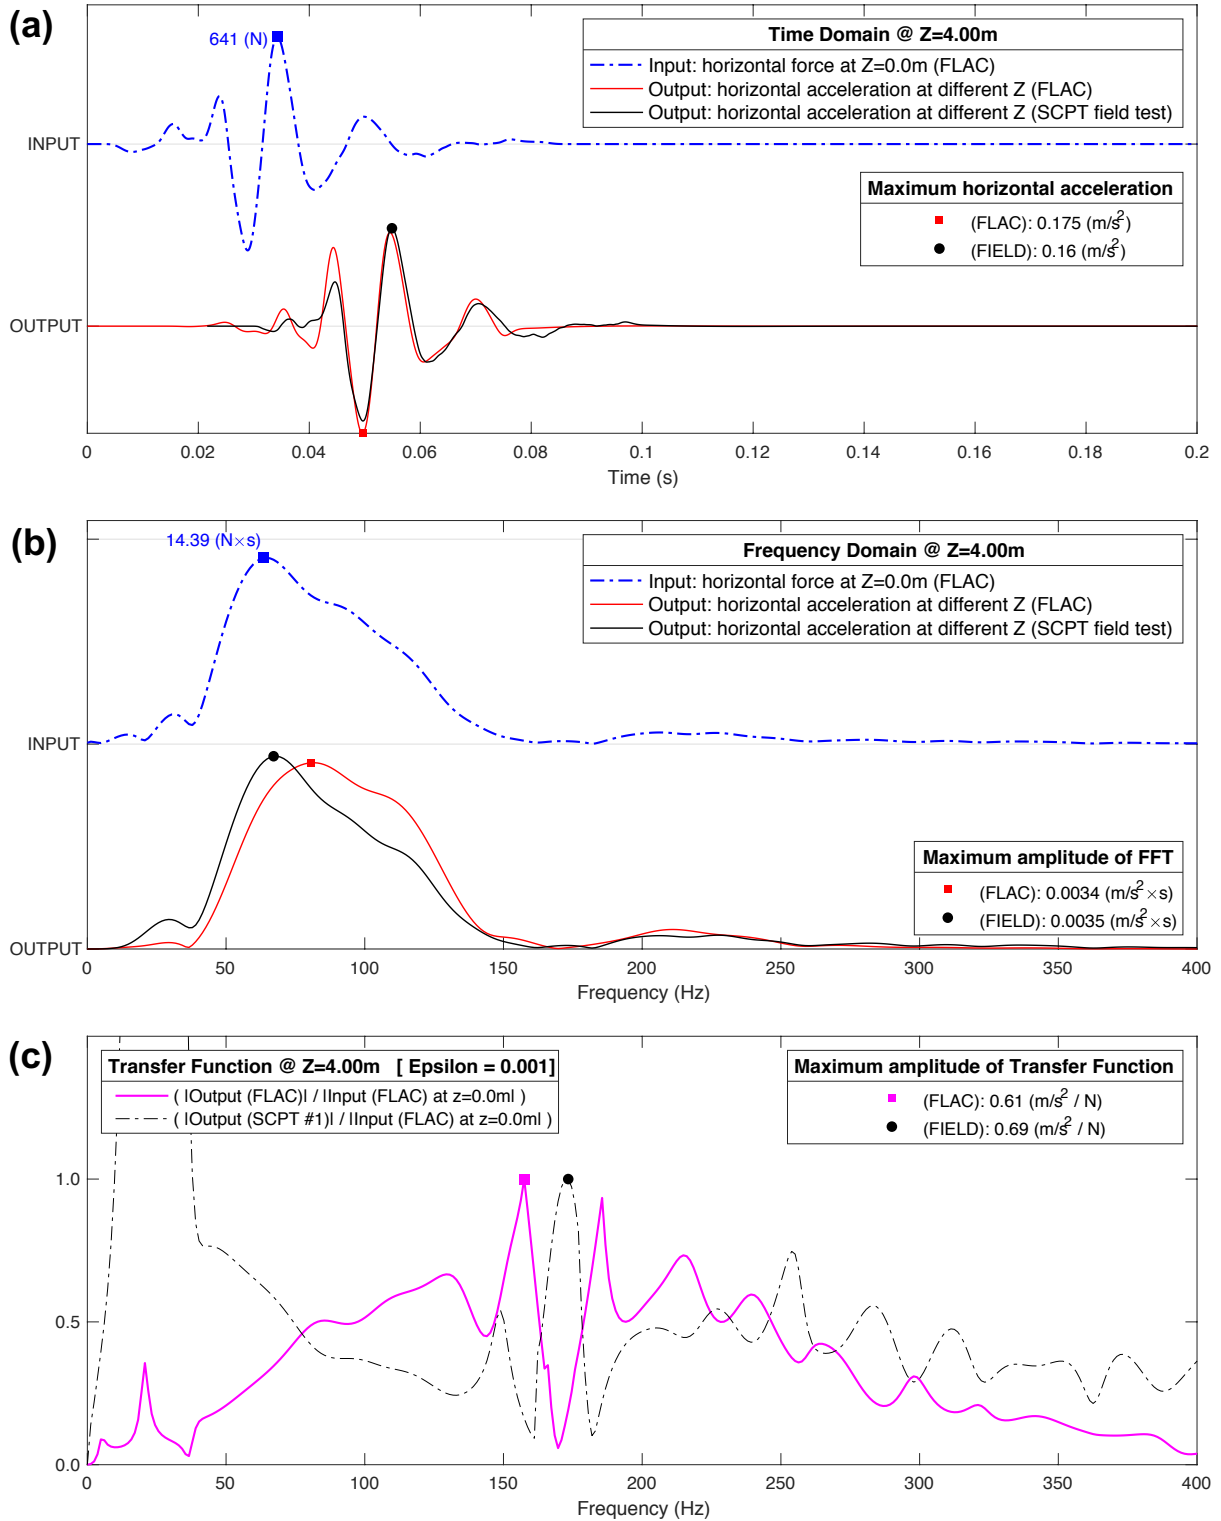 (a)
641 (N)
Time Domain @ Z=4.00m
Input: horizontal force at Z=0.0m (FLAC)
Output: horizontal acceleration at different Z (FLAC)
Output: horizontal acceleration at different Z (SCPT field test)
INPUT
Maximum horizontal acceleration
(FLAC): 0.175 (m/s²)
(FIELD): 0.16 (m/s²)
OUTPUT
0 0.02 0.04 0.06 0.08 0.1 0.12 0.14 0.16 0.18 0.2
Time (s)
(b)
14.39 (N×s)
Frequency Domain @ Z=4.00m
Input: horizontal force at Z=0.0m (FLAC)
Output: horizontal acceleration at different Z (FLAC)
Output: horizontal acceleration at different Z (SCPT field test)
INPUT
Maximum amplitude of FFT
(FLAC): 0.0034 (m/s²×s)
(FIELD): 0.0035 (m/s²×s)
OUTPUT
0 50 100 150 200 250 300 350 400
Frequency (Hz)
(c)
Transfer Function @ Z=4.00m [ Epsilon = 0.001]
( |Output (FLAC)| / |Input (FLAC) at z=0.0m| )
( |Output (SCPT #1)| / |Input (FLAC) at z=0.0m| )
Maximum amplitude of Transfer Function
(FLAC): 0.61 (m/s² / N)
(FIELD): 0.69 (m/s² / N)
1.0
0.5
0.0
0 50 100 150 200 250 300 350 400
Frequency (Hz)